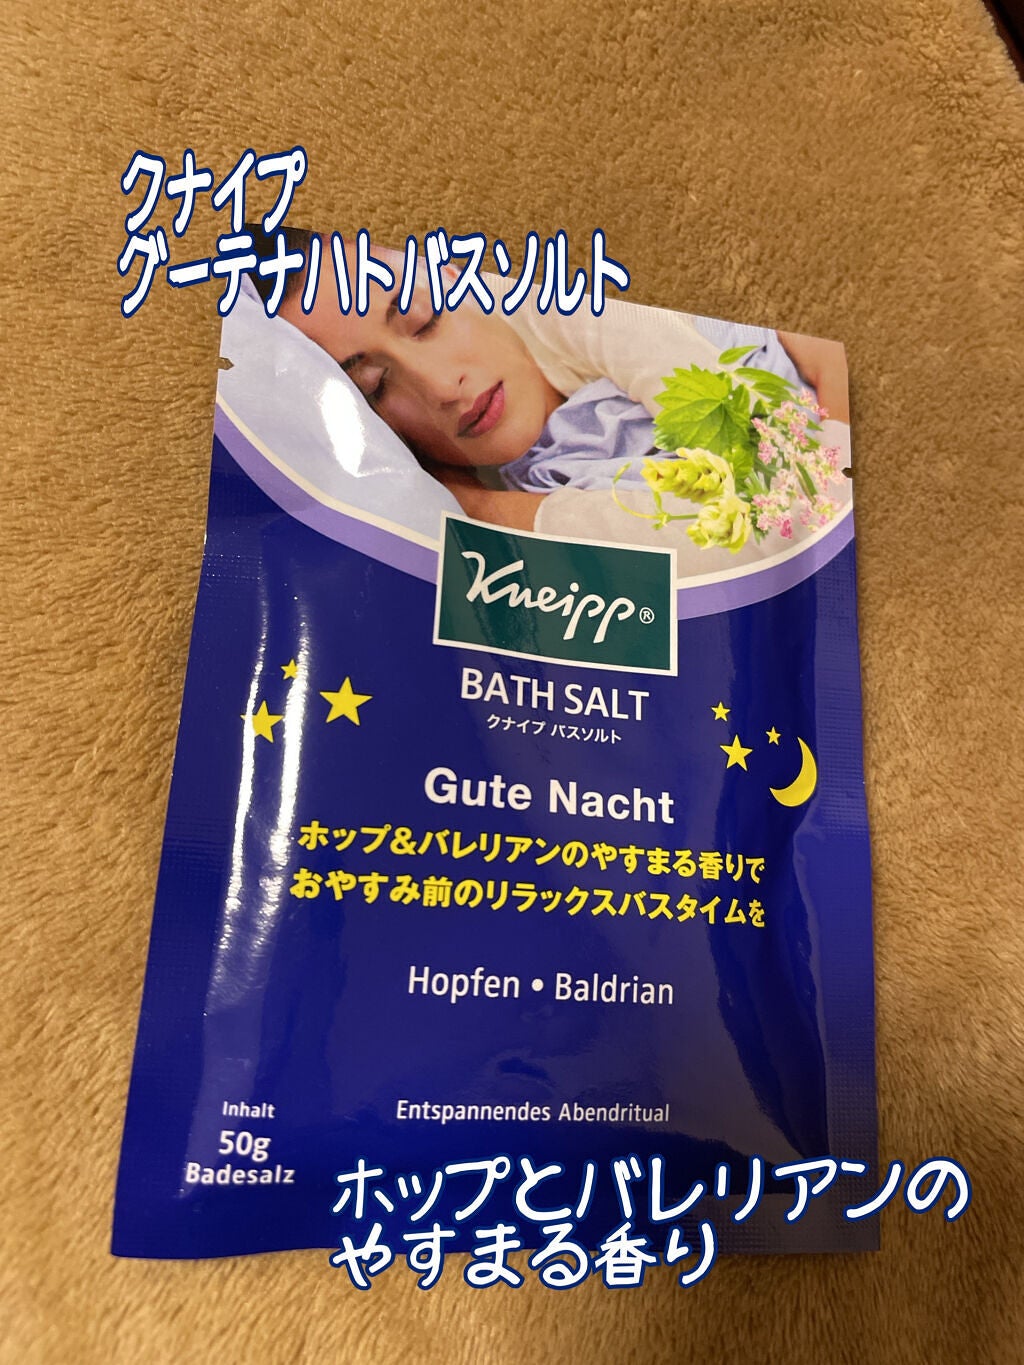 クナイプ
グーテナハトバスソルト
Kneipp®
BATH SALT
クナイプ バスソルト
Gute Nacht
ホップ&バレリアンのやすまる香りで
おやすみ前のリラックスバスタイムを
Hopfen • Baldrian
Entspannendes Abendritual
Inhalt
50g
Badesalz
ホップとバレリアンの
やすまる香り